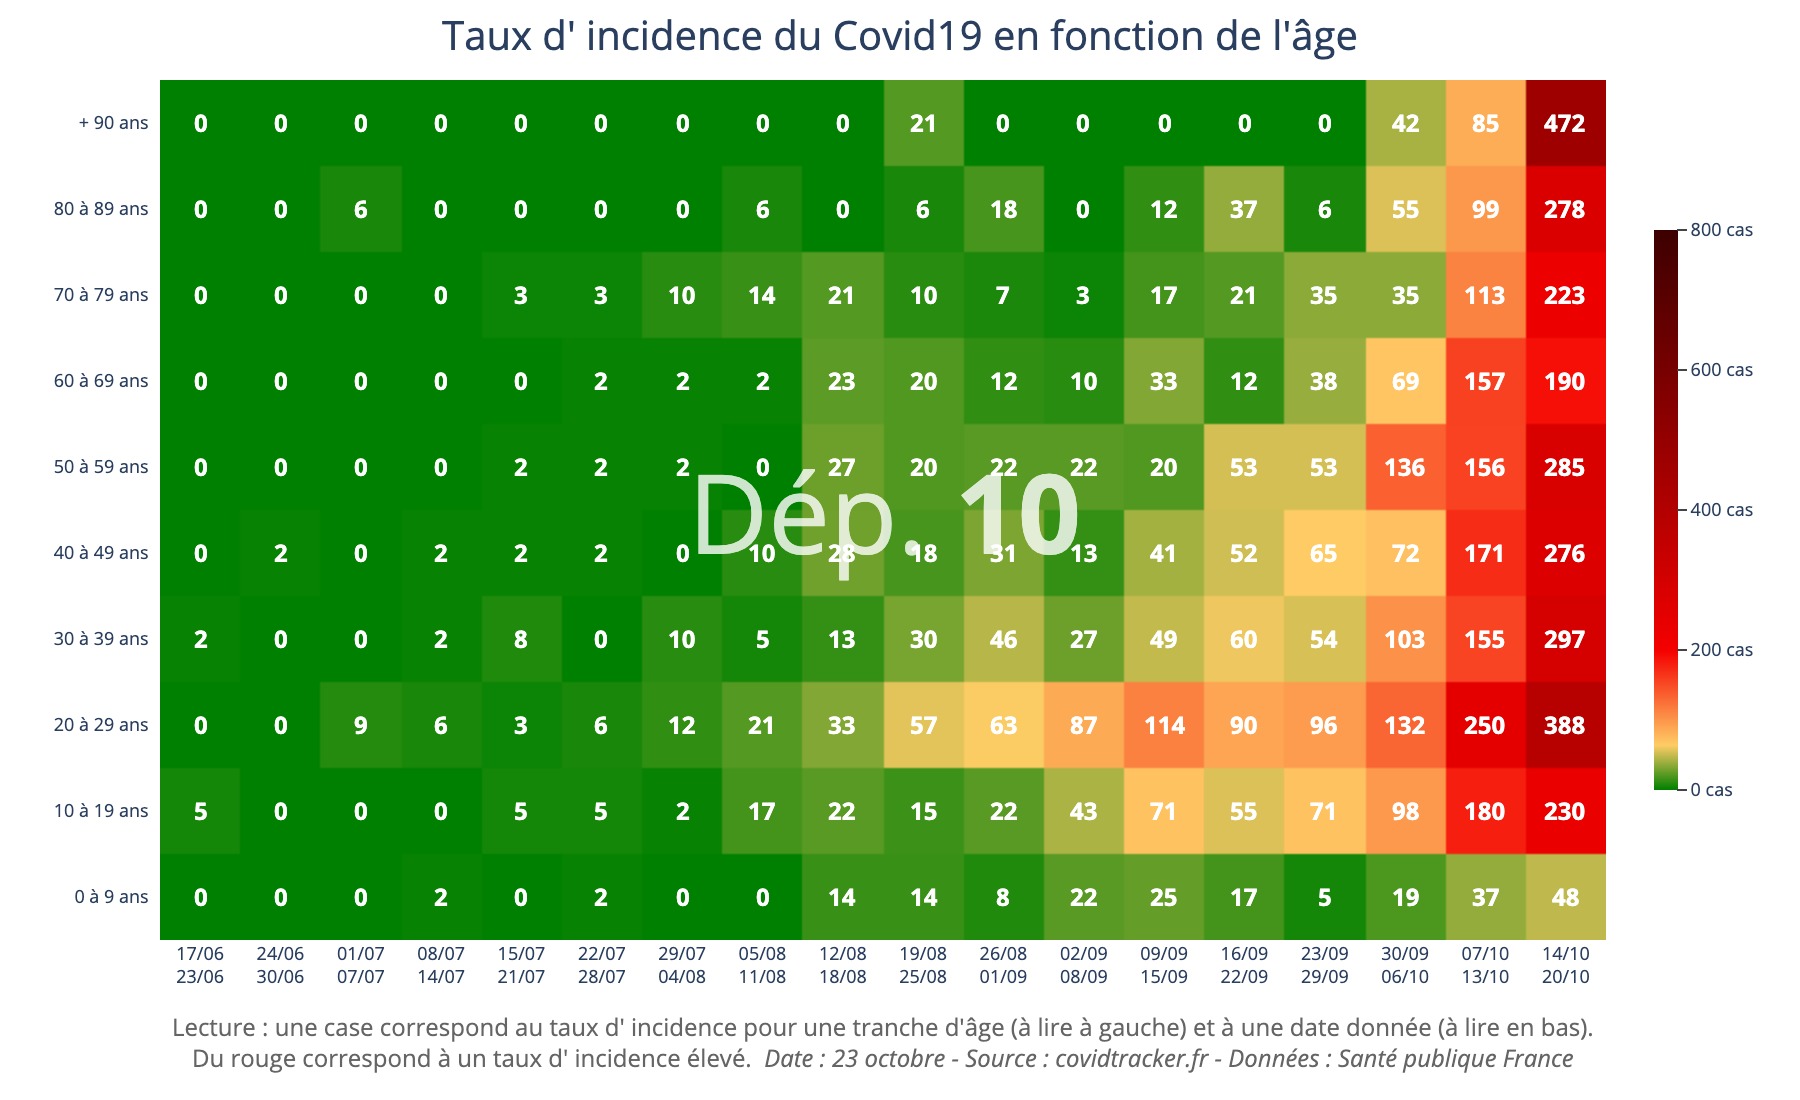 Taux d' incidence du Covid19 en fonction de l'âge
+ 90 ans 0 0 0 0 0 0 0 0 0 21 0 0 0 0 0 42 85 472
80 à 89 ans 0 0 6 0 0 0 0 6 0 6 18 0 12 37 6 55 99 278
800 cas
70 à 79 ans 0 0 0 0 3 3 10 14 21 10 7 3 17 21 35 35 113 223
600 cas
60 à 69 ans 0 0 0 0 0 2 2 2 23 20 12 10 33 12 38 69 157 190
50 à 59 ans 0 0 0 0 2 2 2 0 27 20 22 22 20 53 53 136 156 285
Dép. 10
400 cas
40 à 49 ans 0 2 0 2 2 2 0 10 28 18 31 13 41 52 65 72 171 276
30 à 39 ans 2 0 0 2 8 0 10 5 13 30 46 27 49 60 54 103 155 297
200 cas
20 à 29 ans 0 0 9 6 3 6 12 21 33 57 63 87 114 90 96 132 250 388
0 cas
10 à 19 ans 5 0 0 0 5 5 2 17 22 15 22 43 71 55 71 98 180 230
0 à 9 ans 0 0 0 2 0 2 0 0 14 14 8 22 25 17 5 19 37 48
17/06 24/06 01/07 08/07 15/07 22/07 29/07 05/08 12/08 19/08 26/08 02/09 09/09 16/09 23/09 30/09 07/10 14/10
23/06 30/06 07/07 14/07 21/07 28/07 04/08 11/08 18/08 25/08 01/09 08/09 15/09 22/09 29/09 06/10 13/10 20/10
Lecture : une case correspond au taux d' incidence pour une tranche d'âge (à lire à gauche) et à une date donnée (à lire en bas).
Du rouge correspond à un taux d' incidence élevé. Date : 23 octobre - Source : covidtracker.fr - Données : Santé publique France